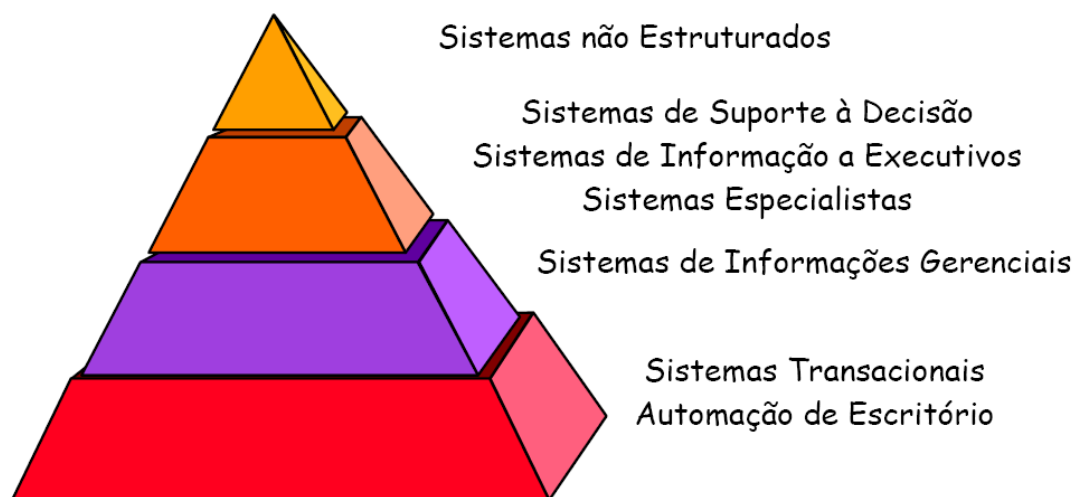 Sistemas não Estruturados
Sistemas de Suporte à Decisão
Sistemas de Informação a Executivos
Sistemas Especialistas
Sistemas de Informações Gerenciais
Sistemas Transacionais
Automação de Escritório